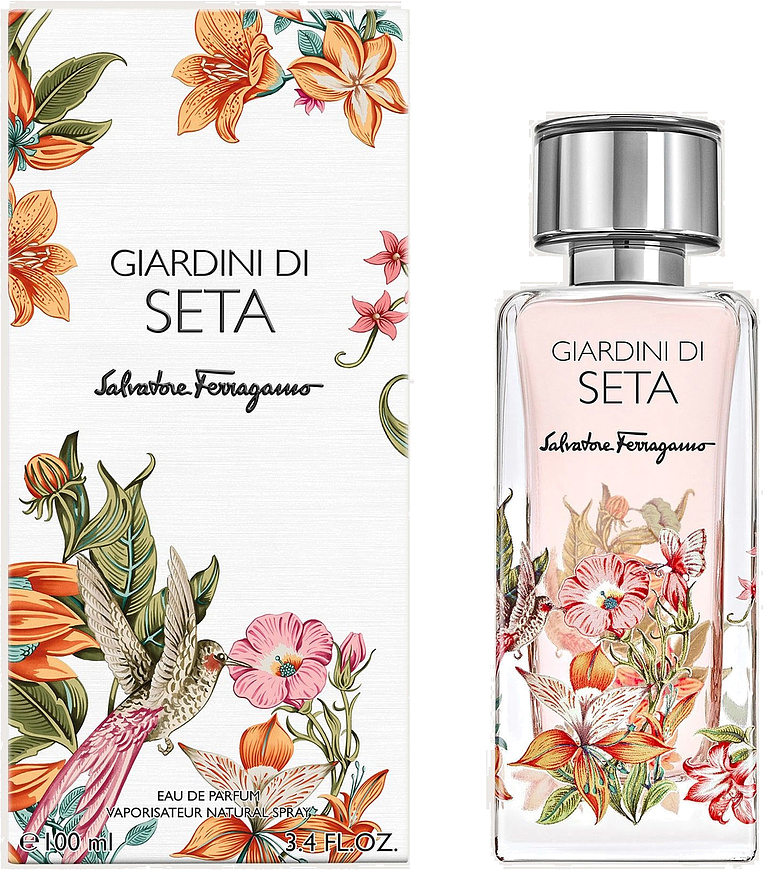 GIARDINI DI
SETA
Salvatore Ferragamo
EAU DE PARFUM
VAPORISATEUR NATURAL SPRAY
℮100 ml 3.4 FL.OZ.
GIARDINI DI
SETA
Salvatore Ferragamo